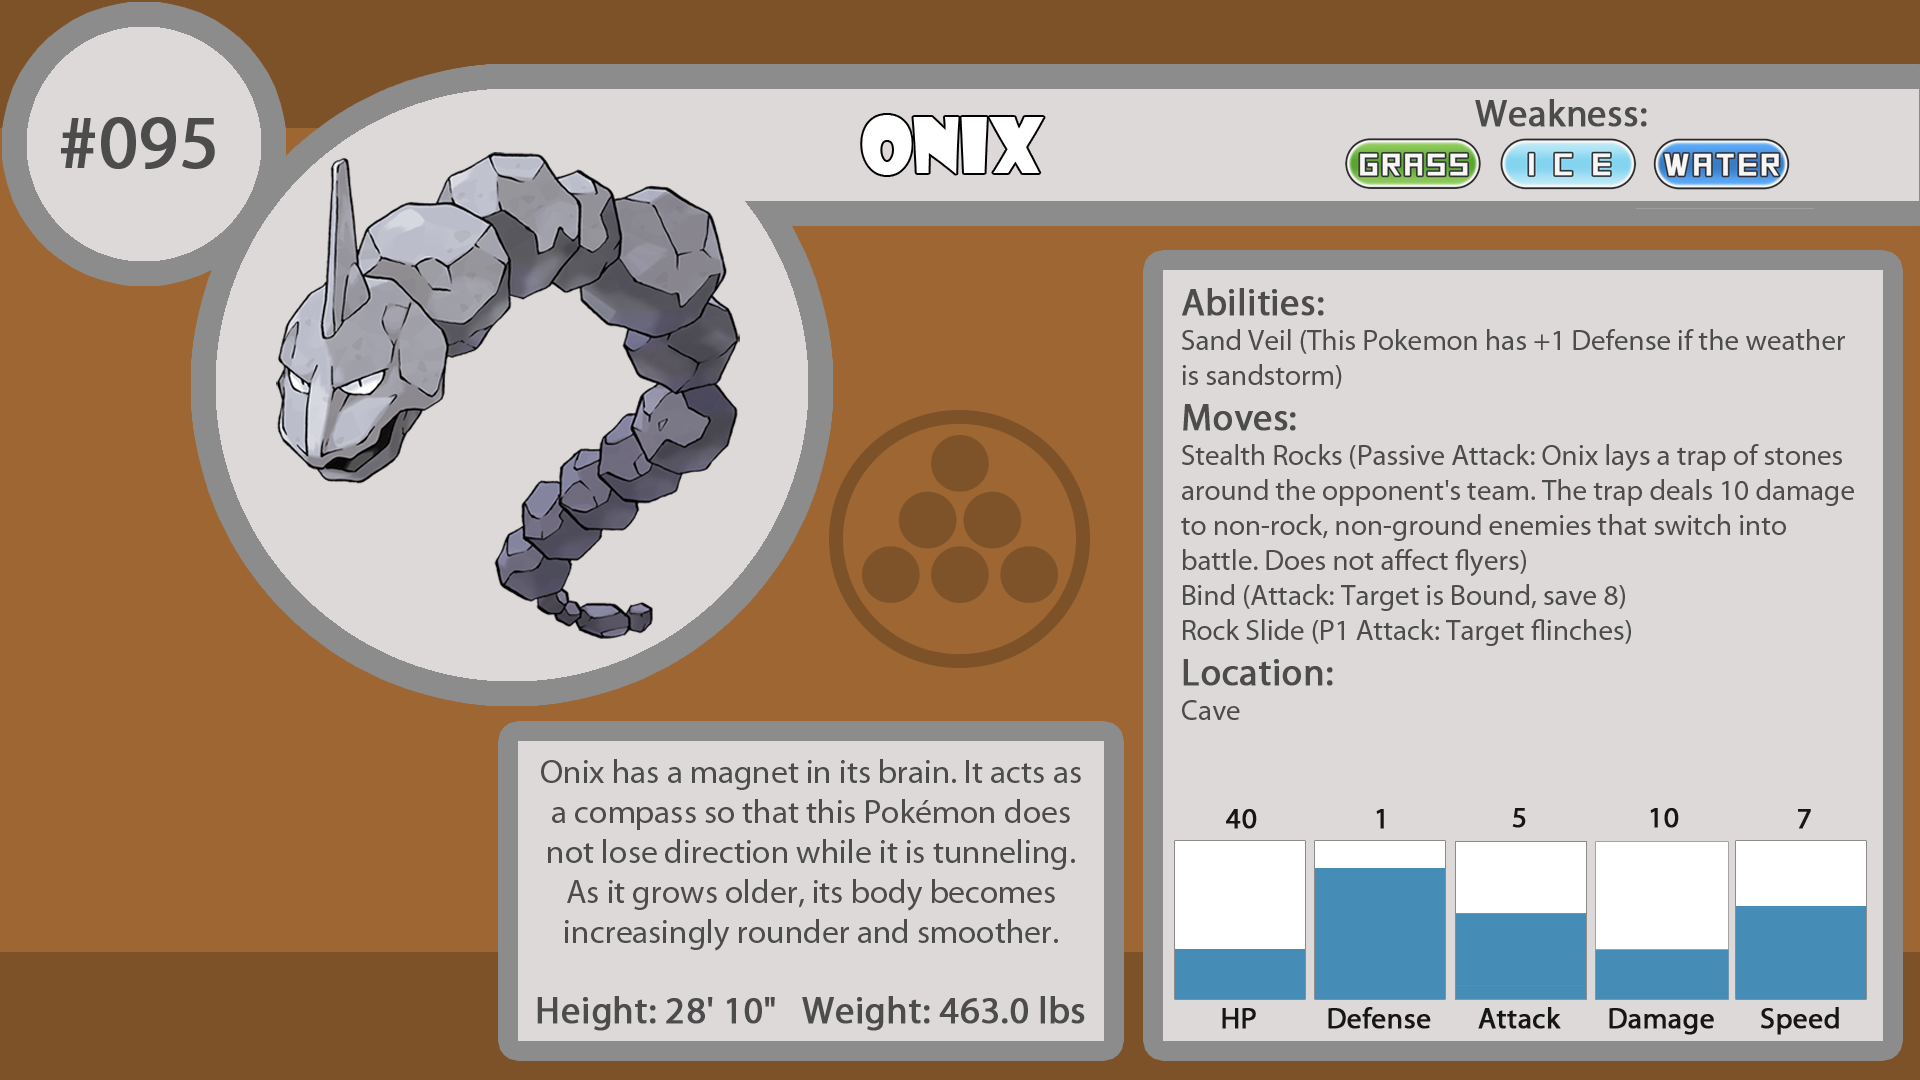 #095
ONIX
Weakness:
GRASS ICE WATER
Abilities:
Sand Veil (This Pokemon has +1 Defense if the weather
is sandstorm)
Moves:
Stealth Rocks (Passive Attack: Onix lays a trap of stones
around the opponent's team. The trap deals 10 damage
to non-rock, non-ground enemies that switch into
battle. Does not affect flyers)
Bind (Attack: Target is Bound, save 8)
Rock Slide (P1 Attack: Target flinches)
Location:
Cave
40 1 5 10 7
HP Defense Attack Damage Speed
Onix has a magnet in its brain. It acts as
a compass so that this Pokémon does
not lose direction while it is tunneling.
As it grows older, its body becomes
increasingly rounder and smoother.
Height: 28' 10" Weight: 463.0 lbs